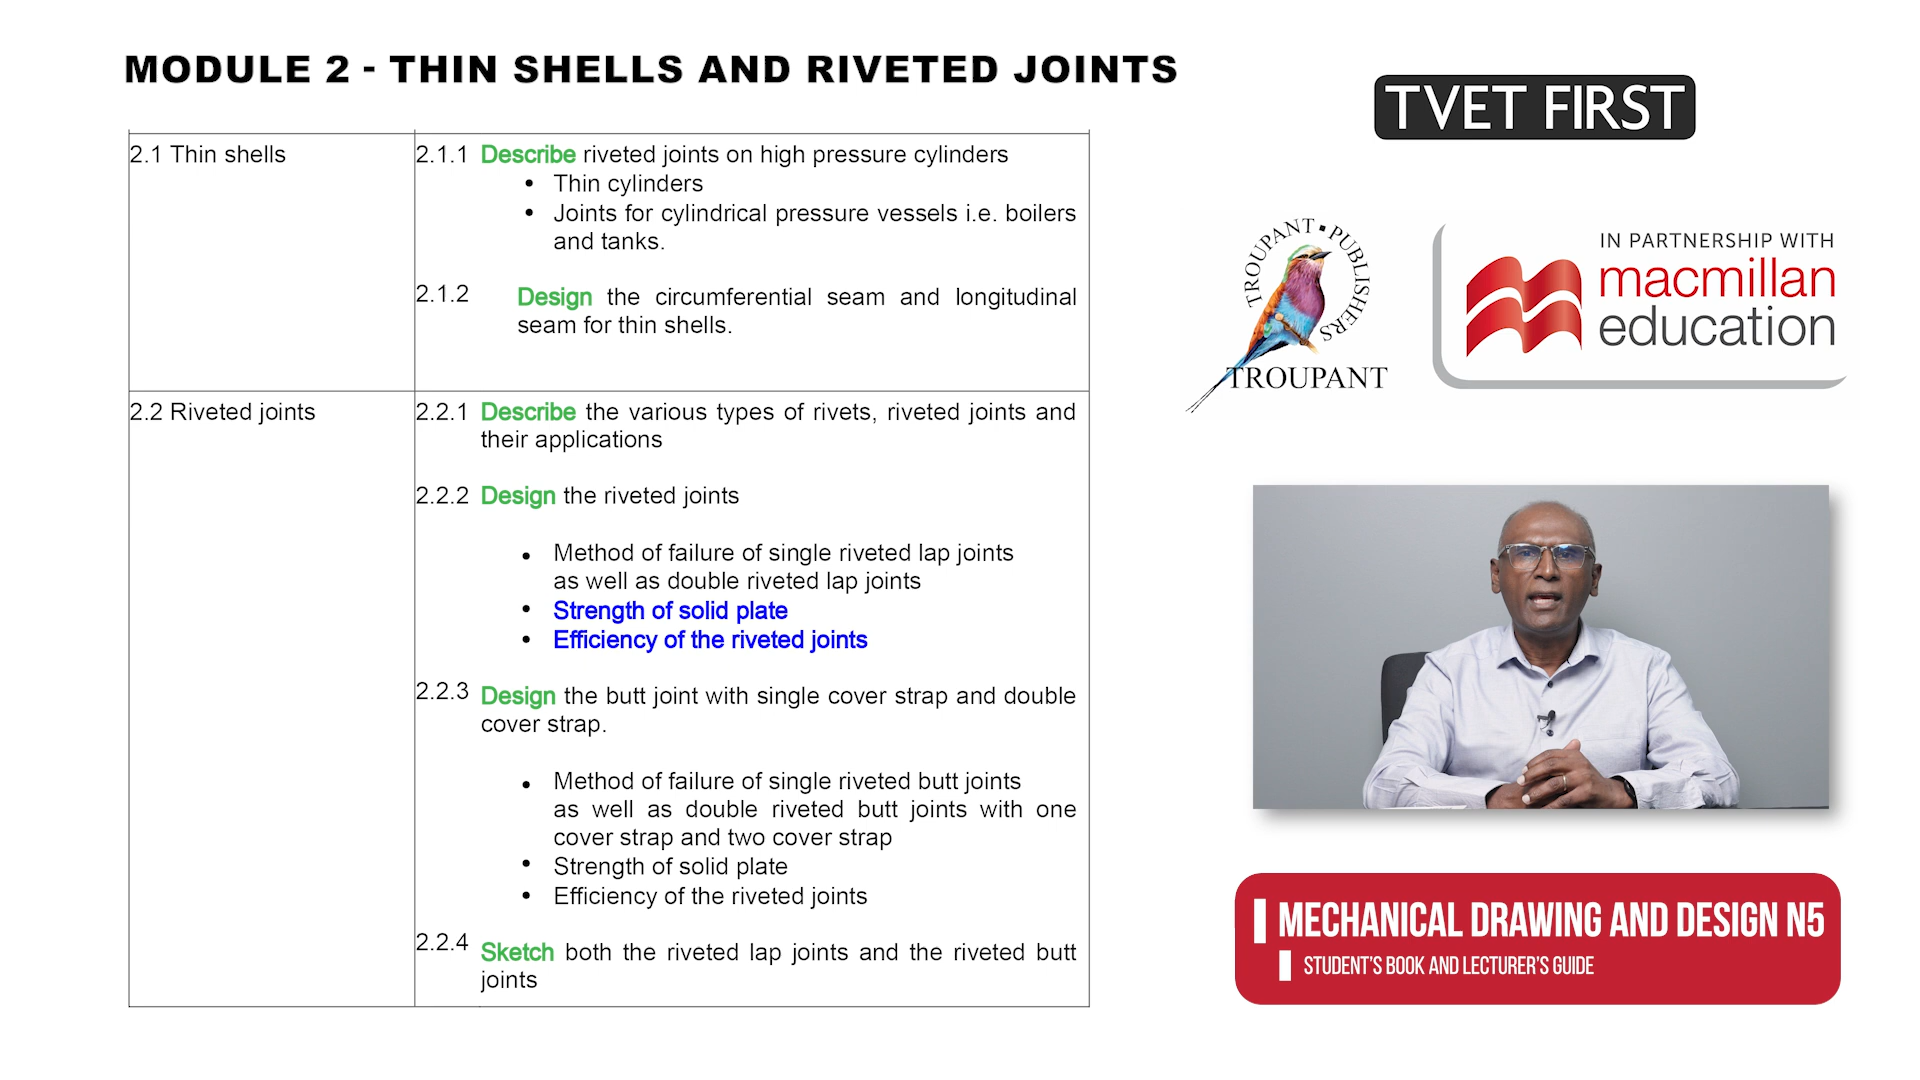 MODULE 2 - THIN SHELLS AND RIVETED JOINTS
2.1 Thin shells
2.1.1 Describe riveted joints on high pressure cylinders
• Thin cylinders
• Joints for cylindrical pressure vessels i.e. boilers
and tanks.
2.1.2 Design the circumferential seam and longitudinal
seam for thin shells.
2.2 Riveted joints
2.2.1 Describe the various types of rivets, riveted joints and
their applications
2.2.2 Design the riveted joints
• Method of failure of single riveted lap joints
as well as double riveted lap joints
• Strength of solid plate
• Efficiency of the riveted joints
2.2.3 Design the butt joint with single cover strap and double
cover strap.
• Method of failure of single riveted butt joints
as well as double riveted butt joints with one
cover strap and two cover strap
• Strength of solid plate
• Efficiency of the riveted joints
2.2.4 Sketch both the riveted lap joints and the riveted butt
joints
TVET FIRST
TROUPANT▪PUBLISHERS
TROUPANT
IN PARTNERSHIP WITH
macmillan
education
MECHANICAL DRAWING AND DESIGN N5
STUDENT'S BOOK AND LECTURER'S GUIDE